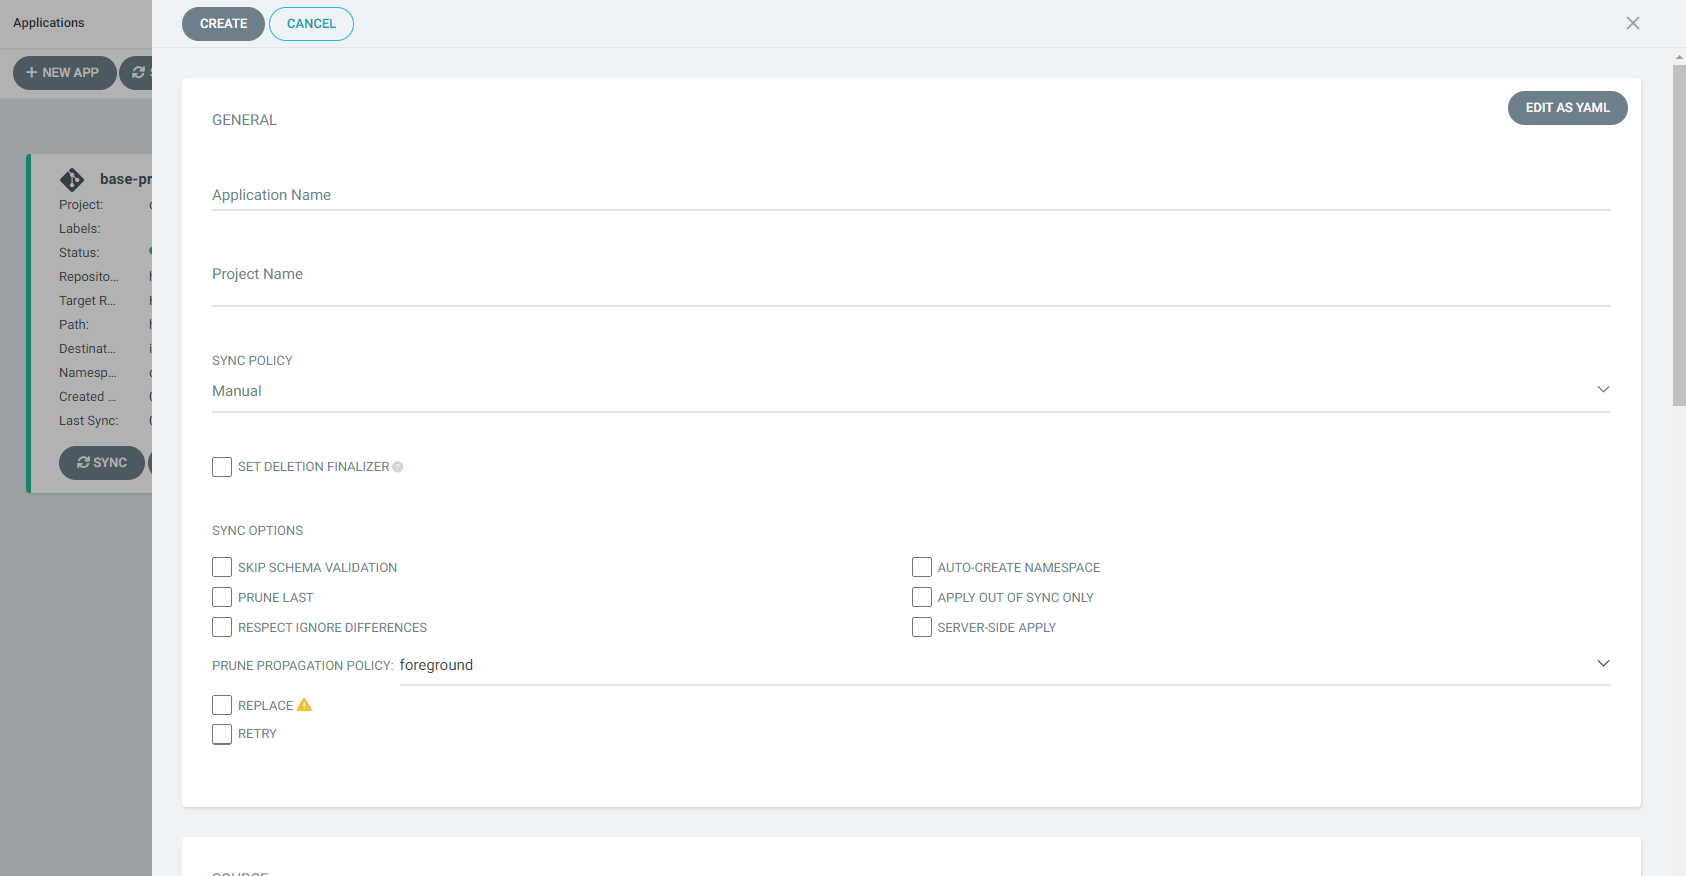 Applications
CREATE
CANCEL
NEW APP
GENERAL
EDIT AS YAML
Application Name
Project Name
SYNC POLICY
Manual
SET DELETION FINALIZER
SYNC OPTIONS
SKIP SCHEMA VALIDATION
AUTO-CREATE NAMESPACE
PRUNE LAST
APPLY OUT OF SYNC ONLY
RESPECT IGNORE DIFFERENCES
SERVER-SIDE APPLY
PRUNE PROPAGATION POLICY: foreground
REPLACE
RETRY
SOURCE
base-pr
Project:
Labels:
Status:
Reposito...
Target R...
Path:
Destinat...
Namesp...
Created ...
Last Sync:
SYNC